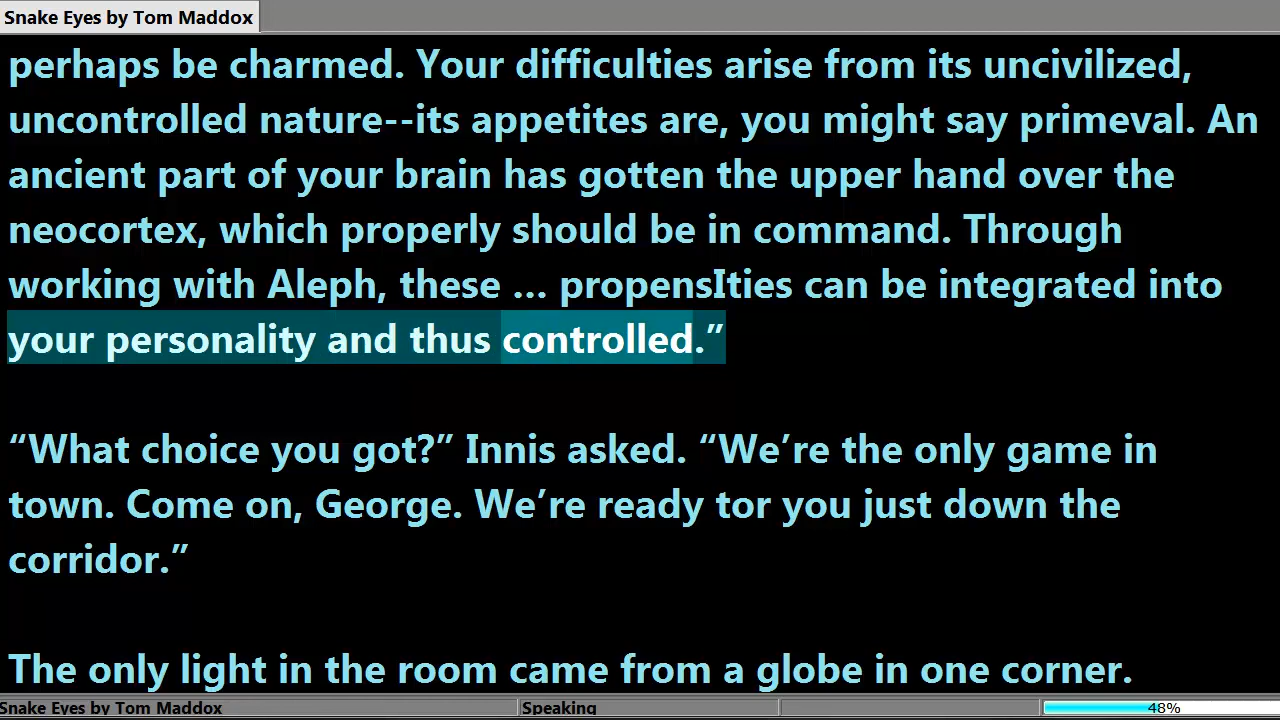 Snake Eyes by Tom Maddox
perhaps be charmed. Your difficulties arise from its uncivilized,
uncontrolled nature--its appetites are, you might say primeval. An
ancient part of your brain has gotten the upper hand over the
neocortex, which properly should be in command. Through
working with Aleph, these … propensIties can be integrated into
your personality and thus controlled.”
“What choice you got?” Innis asked. “We’re the only game in
town. Come on, George. We’re ready tor you just down the
corridor.”
The only light in the room came from a globe in one corner.
Snake Eyes by Tom Maddox Speaking 48%